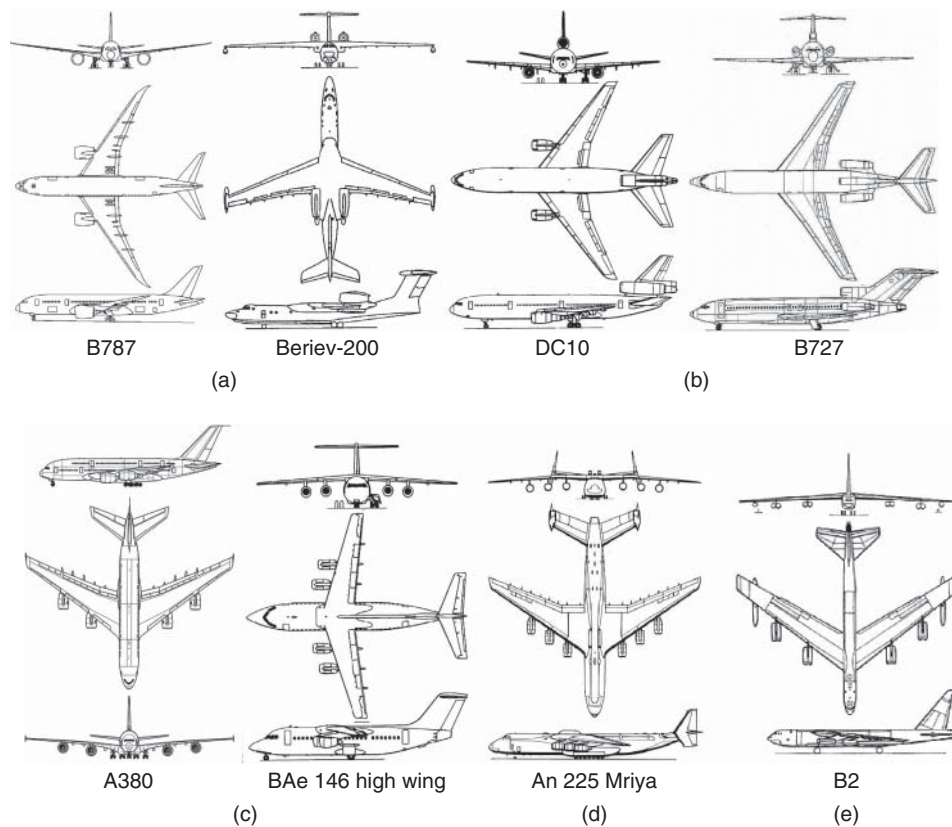 B787 Beriev-200 DC10 B727
(a) (b)
A380 BAe 146 high wing An 225 Mriya B2
(c) (d) (e)